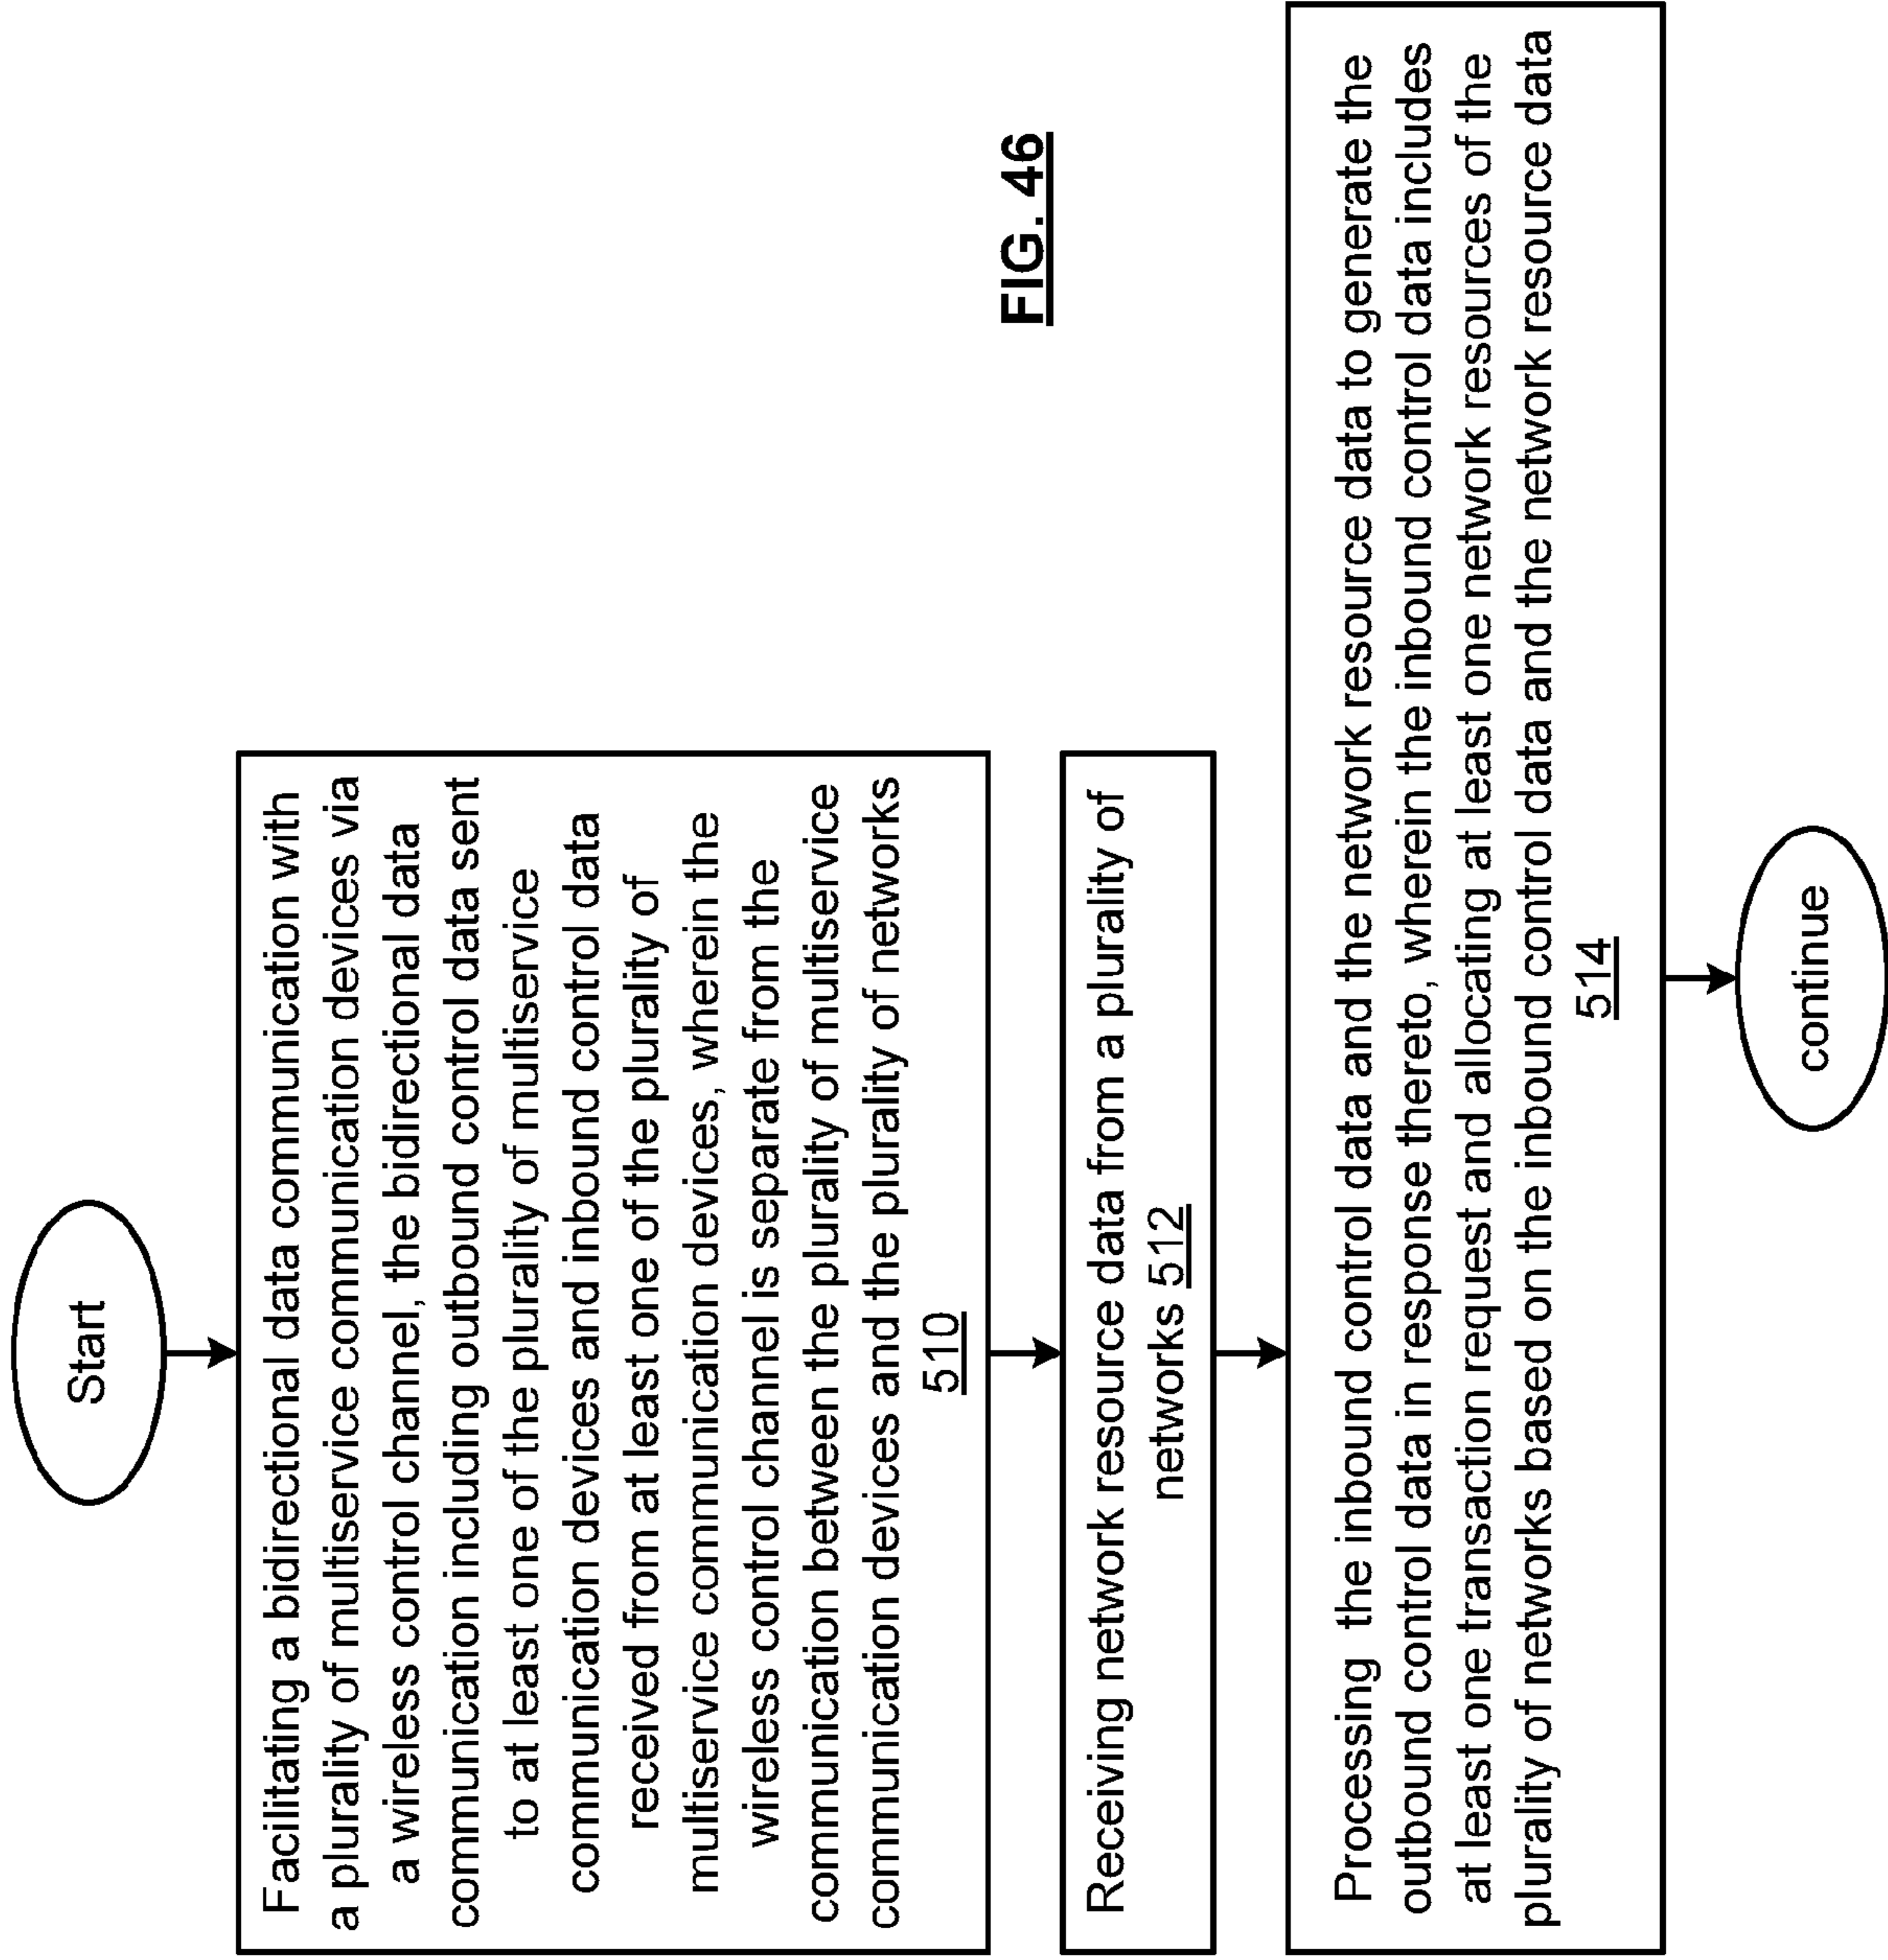 Start
Facilitating a bidirectional data communication with
a plurality of multiservice communication devices via
a wireless control channel, the bidirectional data
communication including outbound control data sent
to at least one of the plurality of multiservice
communication devices and inbound control data
received from at least one of the plurality of
multiservice communication devices, wherein the
wireless control channel is separate from the
communication between the plurality of multiservice
communication devices and the plurality of networks
510
Receiving network resource data from a plurality of
networks 512
FIG. 46
Processing the inbound control data and the network resource data to generate the
outbound control data in response thereto, wherein the inbound control data includes
at least one transaction request and allocating at least one network resources of the
plurality of networks based on the inbound control data and the network resource data
514
continue